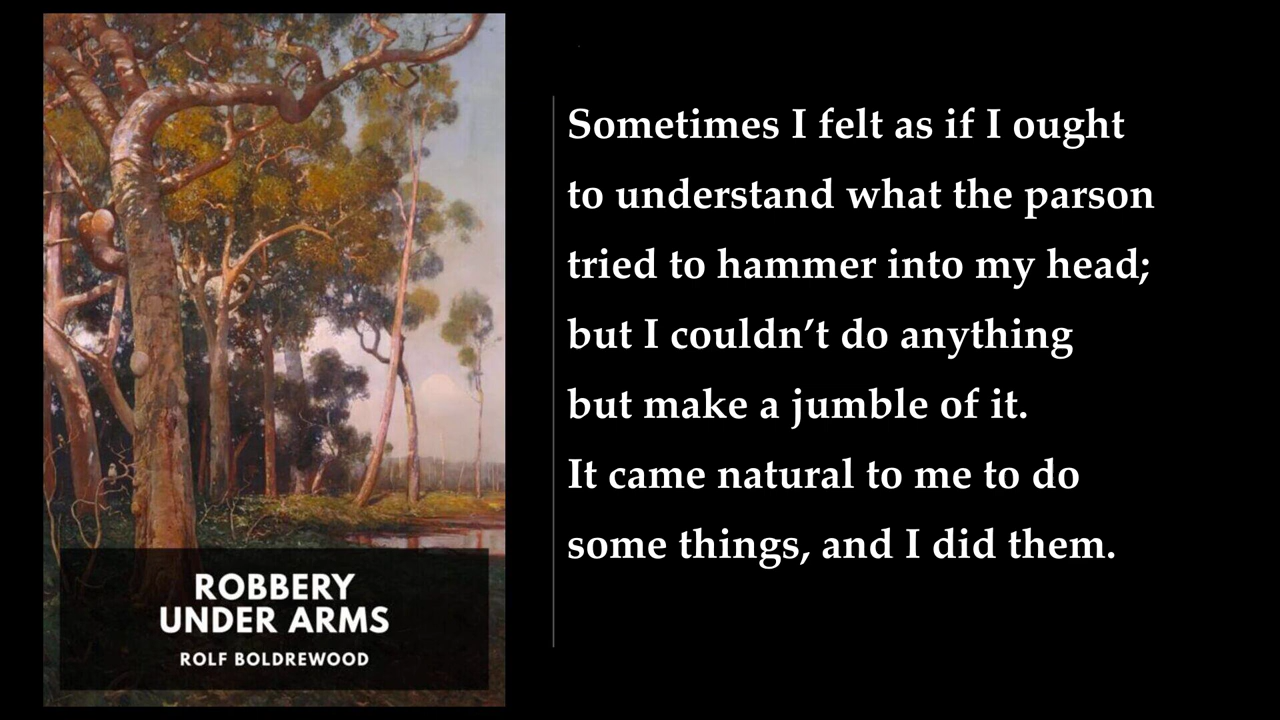 ROBBERY
UNDER ARMS
ROLF BOLDREWOOD
Sometimes I felt as if I ought
to understand what the parson
tried to hammer into my head;
but I couldn’t do anything
but make a jumble of it.
It came natural to me to do
some things, and I did them.